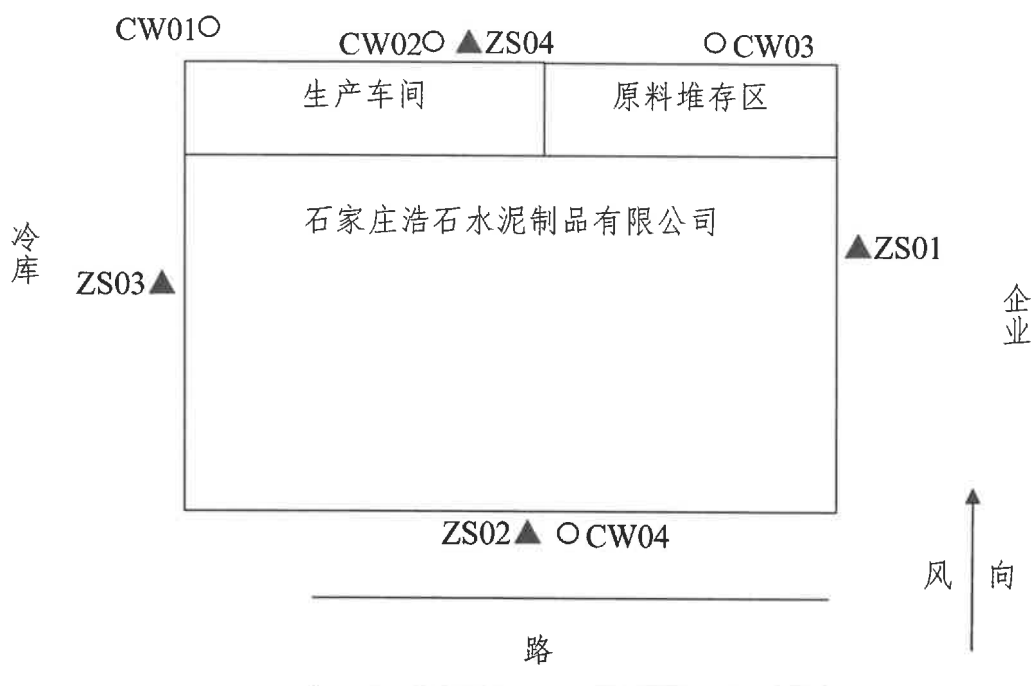 CW01
CW02 ZS04
CW03
生产车间
原料堆存区
石家庄浩石水泥制品有限公司
冷库
ZS03
ZS01
企业
ZS02
CW04
风向
路